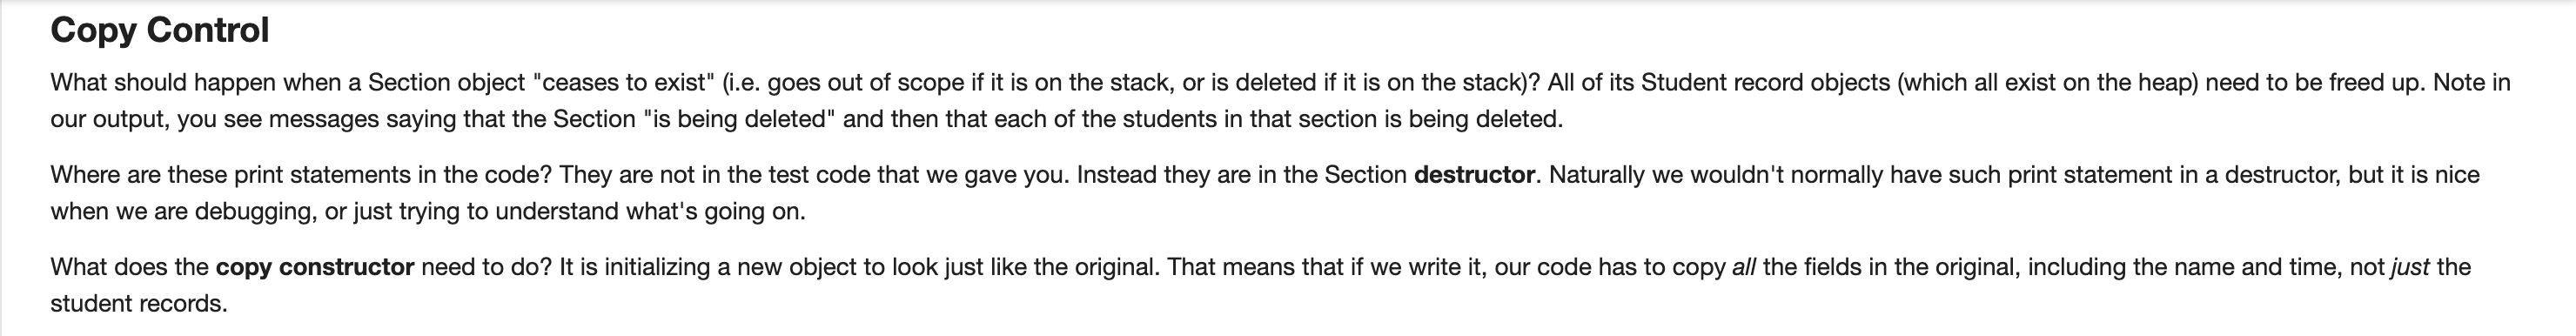 Copy Control
What should happen when a Section object "ceases to exist" (i.e. goes out of scope if it is on the stack, or is deleted if it is on the stack)? All of its Student record objects (which all exist on the heap) need to be freed up. Note in
our output, you see messages saying that the Section "is being deleted" and then that each of the students in that section is being deleted.
Where are these print statements in the code? They are not in the test code that we gave you. Instead they are in the Section destructor. Naturally we wouldn't normally have such print statement in a destructor, but it is nice
when we are debugging, or just trying to understand what's going on.
What does the copy constructor need to do? It is initializing a new object to look just like the original. That means that if we write it, our code has to copy all the fields in the original, including the name and time, not just the
student records.